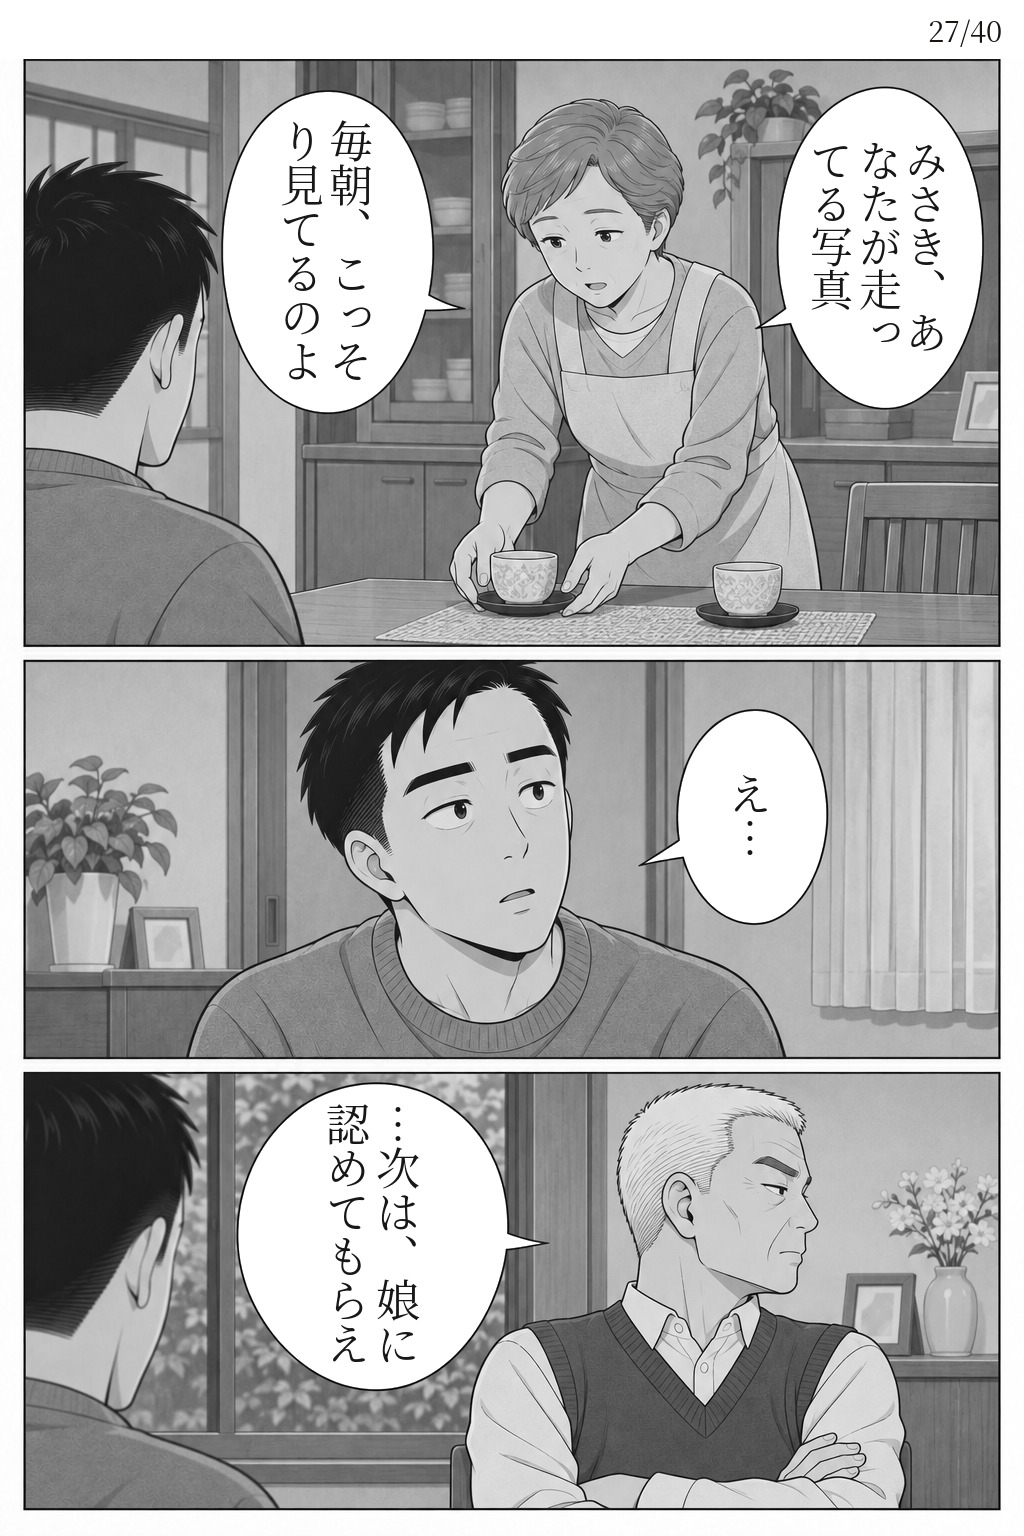 27/40
みさき、あ
なたが走っ
てる写真
毎朝、こっそ
り見てるのよ
え…
…次は、娘に
認めてもらえ